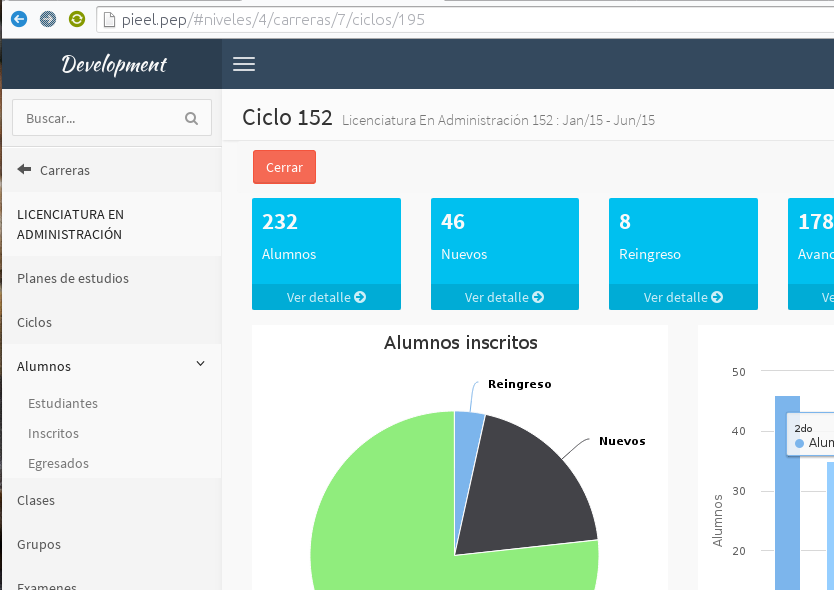 pieel.pep/#niveles/4/carreras/7/ciclos/195
Development
Buscar...
Ciclo 152 Licenciatura En Administración 152 : Jan/15 - Jun/15
Carreras
Cerrar
LICENCIATURA EN
ADMINISTRACIÓN
Planes de estudios
Ciclos
Alumnos
Estudiantes
Inscritos
Egresados
Clases
Grupos
Examenes
232
Alumnos
Ver detalle
46
Nuevos
Ver detalle
8
Reingreso
Ver detalle
178
Avanc
Ve
Alumnos inscritos
Reingreso
Nuevos
50
40
30
20
Alumnos
2do
Alum